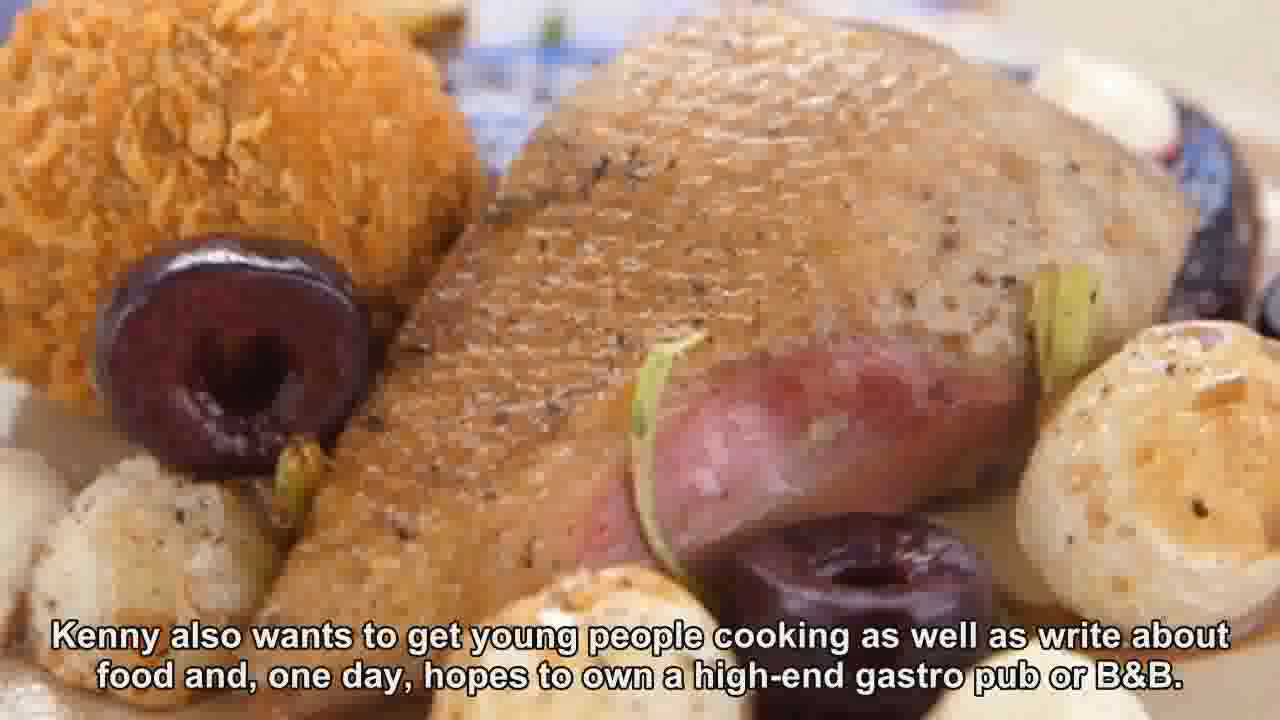 Kenny also wants to get young people cooking as well as write about
food and, one day, hopes to own a high-end gastro pub or B&B.